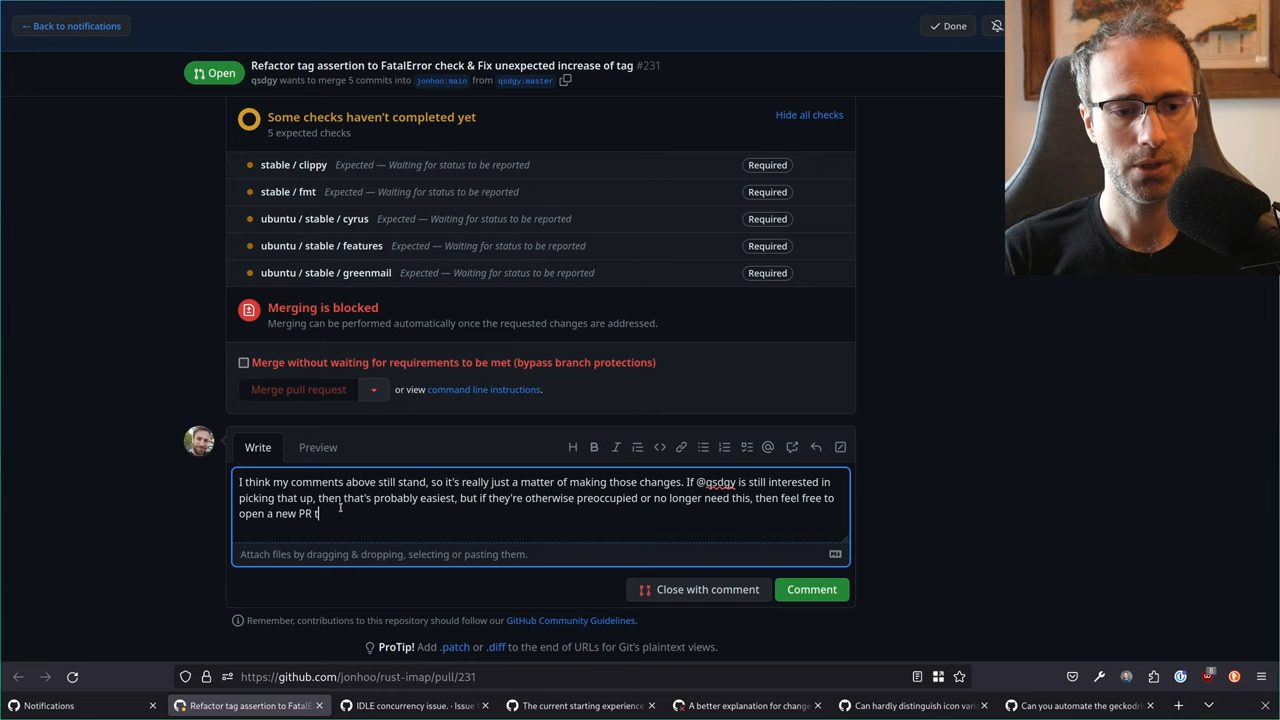 ← Back to notifications
Done
Open
Refactor tag assertion to FatalError check & Fix unexpected increase of tag #231
qsdgy wants to merge 5 commits into jonhoo:main from qsdgy:master
Some checks haven't completed yet
5 expected checks
Hide all checks
stable / clippy Expected — Waiting for status to be reported Required
stable / fmt Expected — Waiting for status to be reported Required
ubuntu / stable / cyrus Expected — Waiting for status to be reported Required
ubuntu / stable / features Expected — Waiting for status to be reported Required
ubuntu / stable / greenmail Expected — Waiting for status to be reported Required
Merging is blocked
Merging can be performed automatically once the requested changes are addressed.
Merge without waiting for requirements to be met (bypass branch protections)
Merge pull request or view command line instructions.
Write Preview
I think my comments above still stand, so it's really just a matter of making those changes. If @qsdgy is still interested in
picking that up, then that's probably easiest, but if they're otherwise preoccupied or no longer need this, then feel free to
open a new PR t
Attach files by dragging & dropping, selecting or pasting them.
Close with comment Comment
Remember, contributions to this repository should follow our GitHub Community Guidelines.
ProTip! Add .patch or .diff to the end of URLs for Git's plaintext views.
https://github.com/jonhoo/rust-imap/pull/231
8
Notifications
Refactor tag assertion to FatalE
IDLE concurrency issue. · Issue
The current starting experience
A better explanation for change
Can hardly distinguish icon varia
Can you automate the geckodri